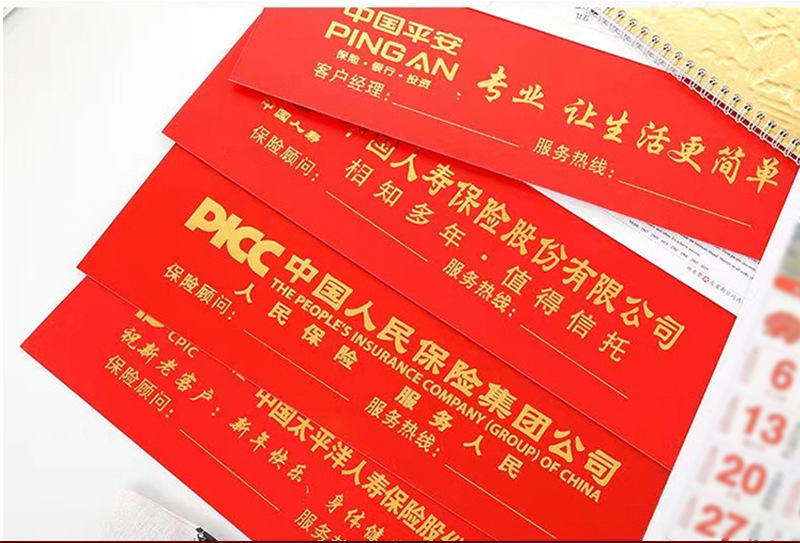 中国平安
PING AN
保险·银行·投资
客户经理:
专业 让生活更简单
服务热线:
中国人寿
国人寿保险股份有限公司
相知多年·值得信托
保险顾问:
服务热线:
PICC 中国人民保险集团公司
THE PEOPLE'S INSURANCE COMPANY (GROUP) OF CHINA
人民保险 服务人民
保险顾问:
服务热线:
CPIC
中国太平洋人寿保险股份
祝新老客户:新年快乐、身体健
保险顾问:
服务热
6
13
20
27